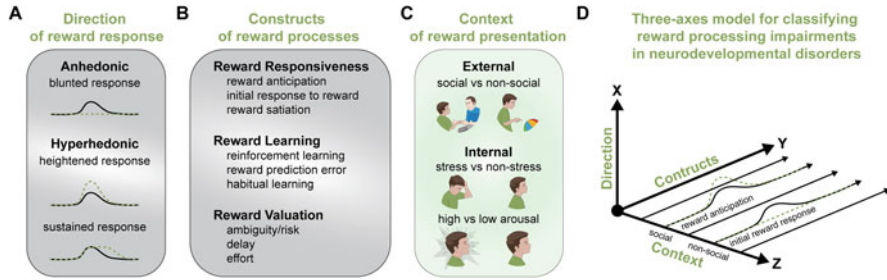 A
Direction
of reward response
Anhedonic
blunted response
Hyperhedonic
heightened response
sustained response
B
Constructs
of reward processes
Reward Responsiveness
reward anticipation
initial response to reward
reward satiation
Reward Learning
reinforcement learning
reward prediction error
habitual learning
Reward Valuation
ambiguity/risk
delay
effort
C
Context
of reward presentation
External
social vs non-social
Internal
stress vs non-stress
high vs low arousal
D
Three-axes model for classifying
reward processing impairments
in neurodevelopmental disorders
X
Direction
Y
Constructs
reward anticipation
initial reward response
social
non-social
Context
Z